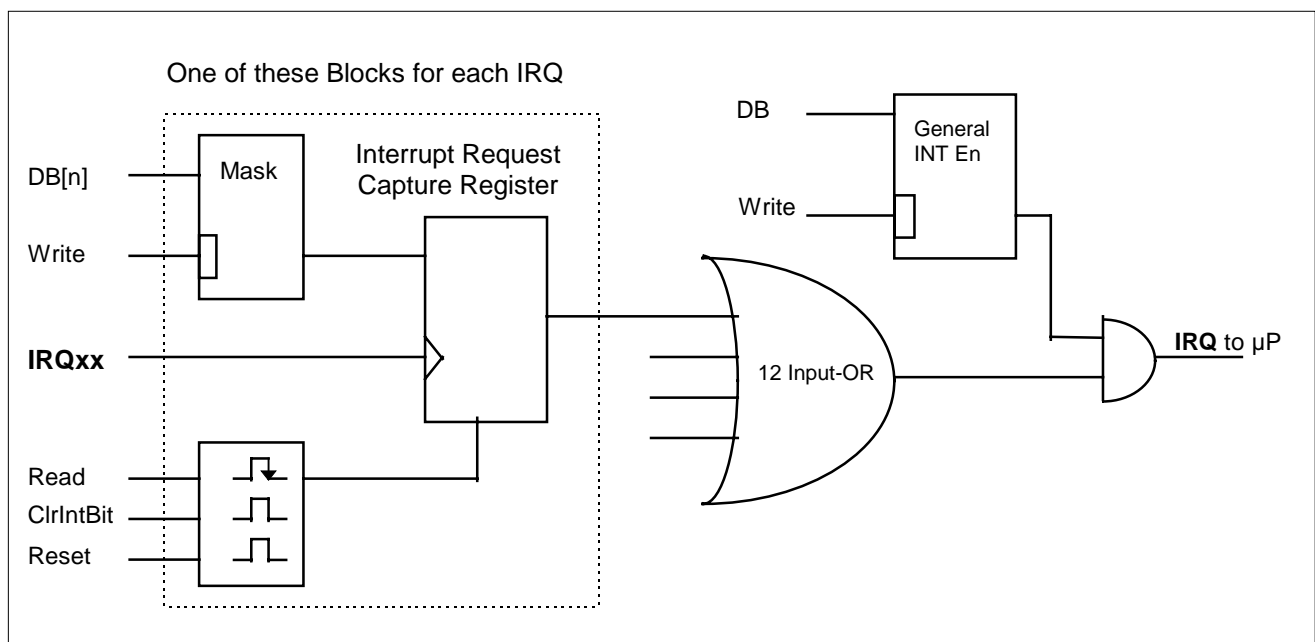 One of these Blocks for each IRQ
DB[n]
Write
IRQxx
Read
ClrIntBit
Reset
Mask
Interrupt Request
Capture Register
12 Input-OR
DB
Write
General
INT En
IRQ to µP